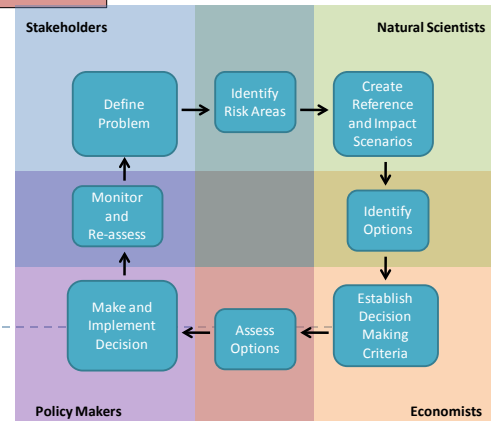 Stakeholders
Natural Scientists
Define
Problem
Identify
Risk Areas
Create
Reference
and Impact
Scenarios
Monitor
and
Re-assess
Identify
Options
Make and
Implement
Decision
Assess
Options
Establish
Decision
Making
Criteria
Policy Makers
Economists